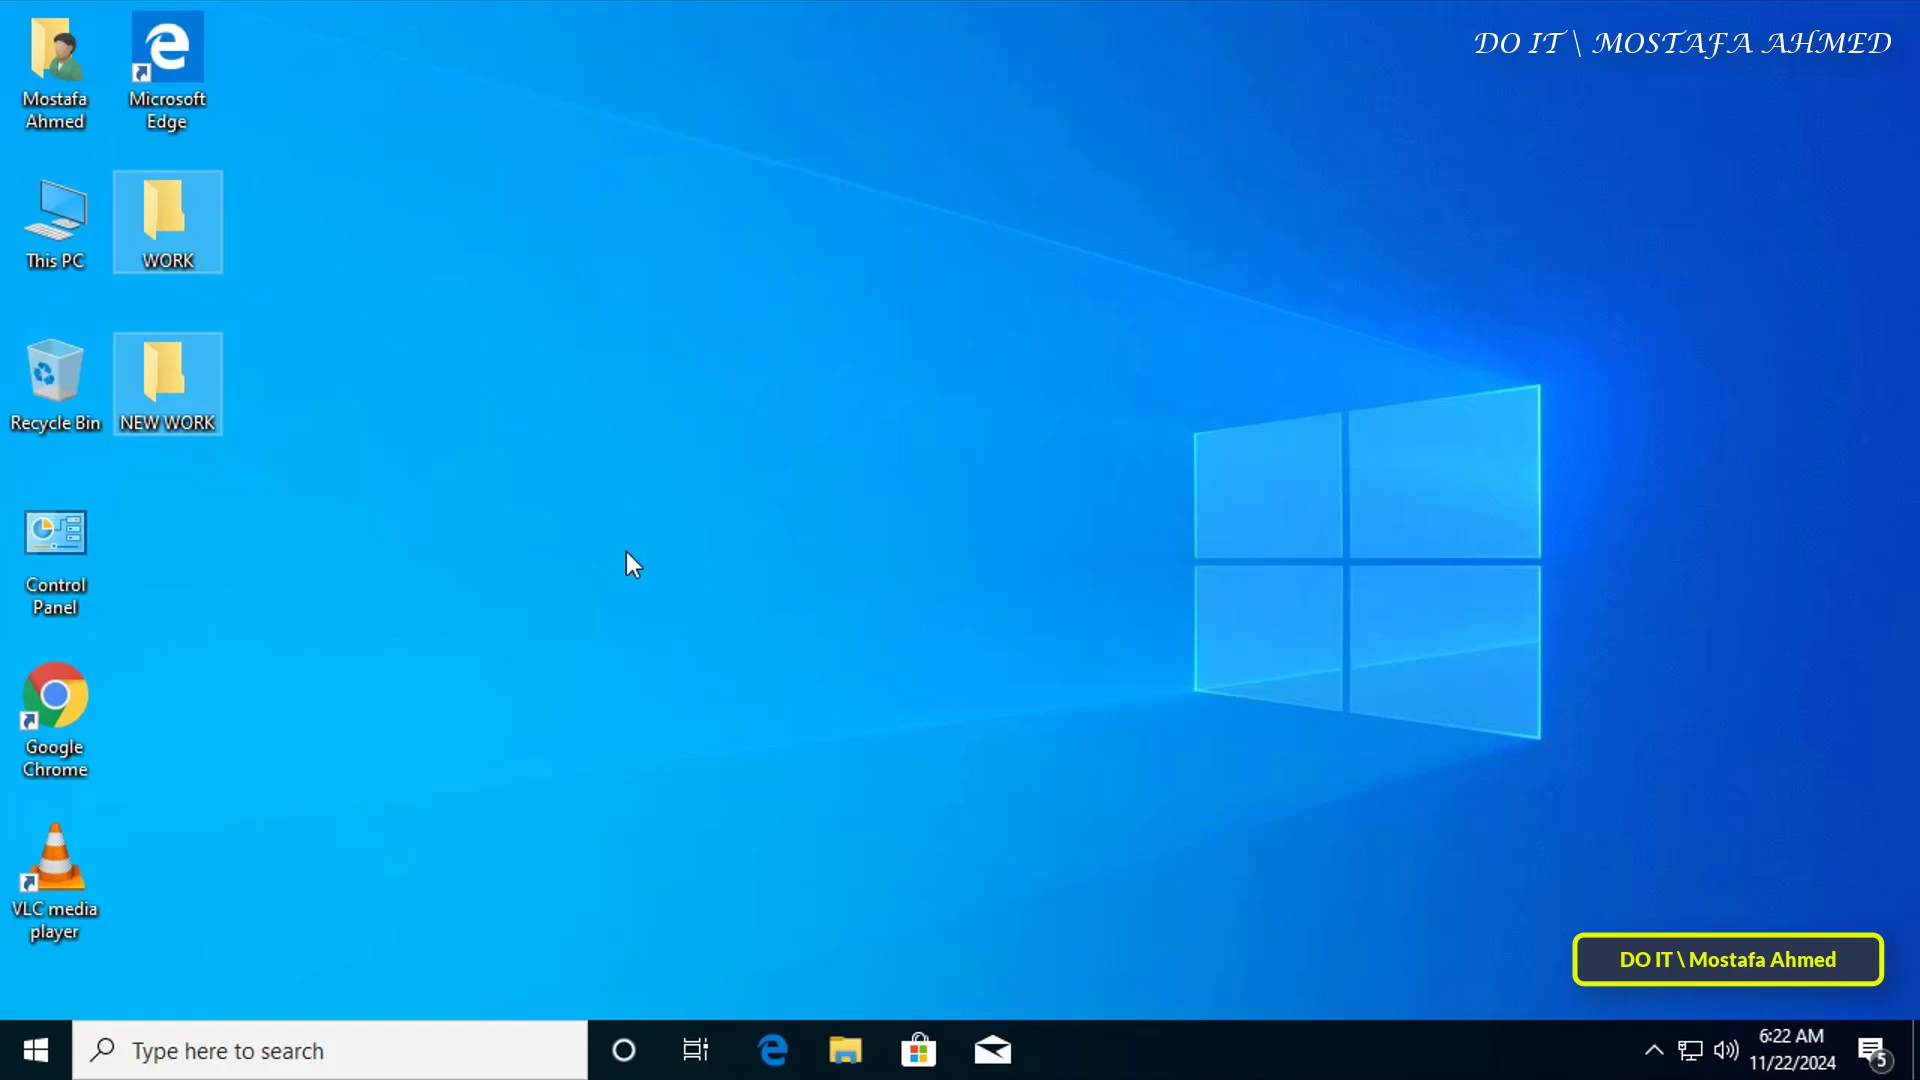 DO IT \ MOSTAFA AHMED
Mostafa
Ahmed
Microsoft
Edge
This PC
WORK
Recycle Bin
NEW WORK
Control
Panel
Google
Chrome
VLC media
player
DO IT \ Mostafa Ahmed
Type here to search
6:22 AM
11/22/2024
5